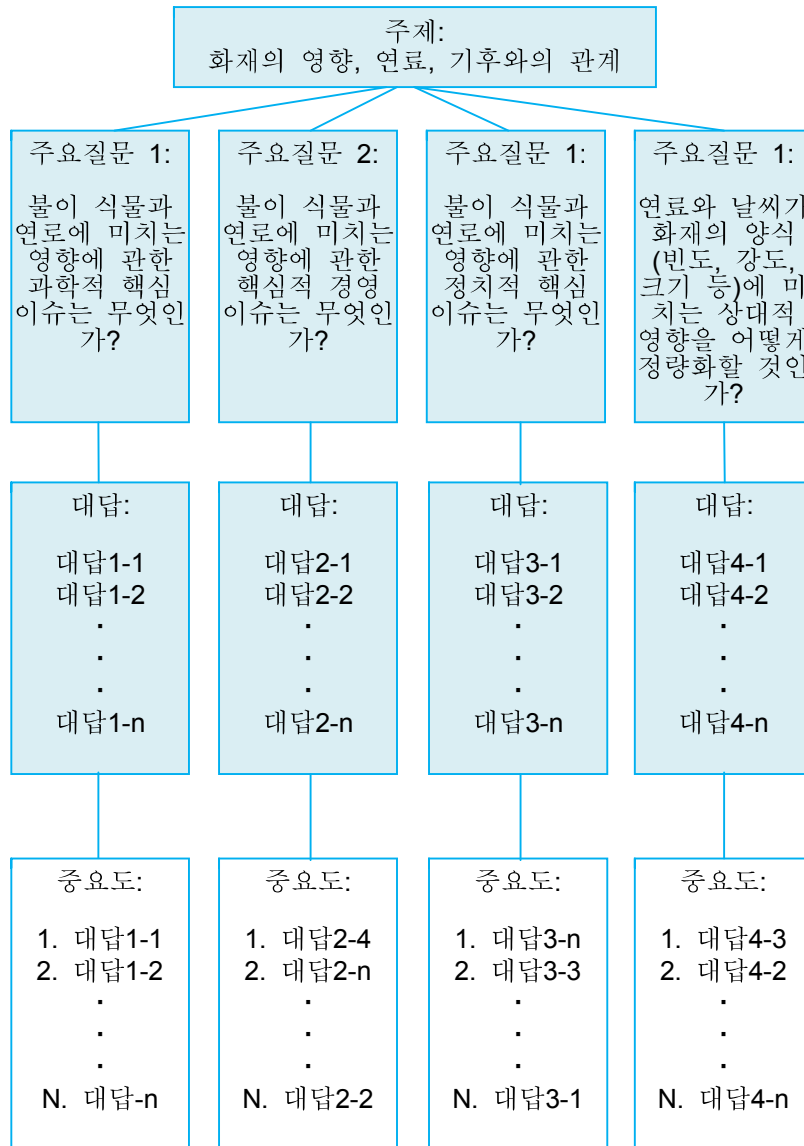 주제:
화재의 영향, 연료, 기후와의 관계
주요질문 1:
불이 식물과
연로에 미치는
영향에 관한
과학적 핵심
이슈는 무엇인
가?
주요질문 2:
불이 식물과
연로에 미치는
영향에 관한
핵심적 경영
이슈는 무엇인
가?
주요질문 1:
불이 식물과
연로에 미치는
영향에 관한
정치적 핵심
이슈는 무엇인
가?
주요질문 1:
연료와 날씨가
화재의 양식
(빈도, 강도,
크기 등)에 미
치는 상대적
영향을 어떻게
정량화할 것인
가?
대답:
대답1-1
대답1-2
.
.
.
대답1-n
대답:
대답2-1
대답2-2
.
.
.
대답2-n
대답:
대답3-1
대답3-2
.
.
.
대답3-n
대답:
대답4-1
대답4-2
.
.
.
대답4-n
중요도:
1. 대답1-1
2. 대답1-2
.
.
.
N. 대답-n
중요도:
1. 대답2-4
2. 대답2-n
.
.
.
N. 대답2-2
중요도:
1. 대답3-n
2. 대답3-3
.
.
.
N. 대답3-1
중요도:
1. 대답4-3
2. 대답4-2
.
.
.
N. 대답4-n